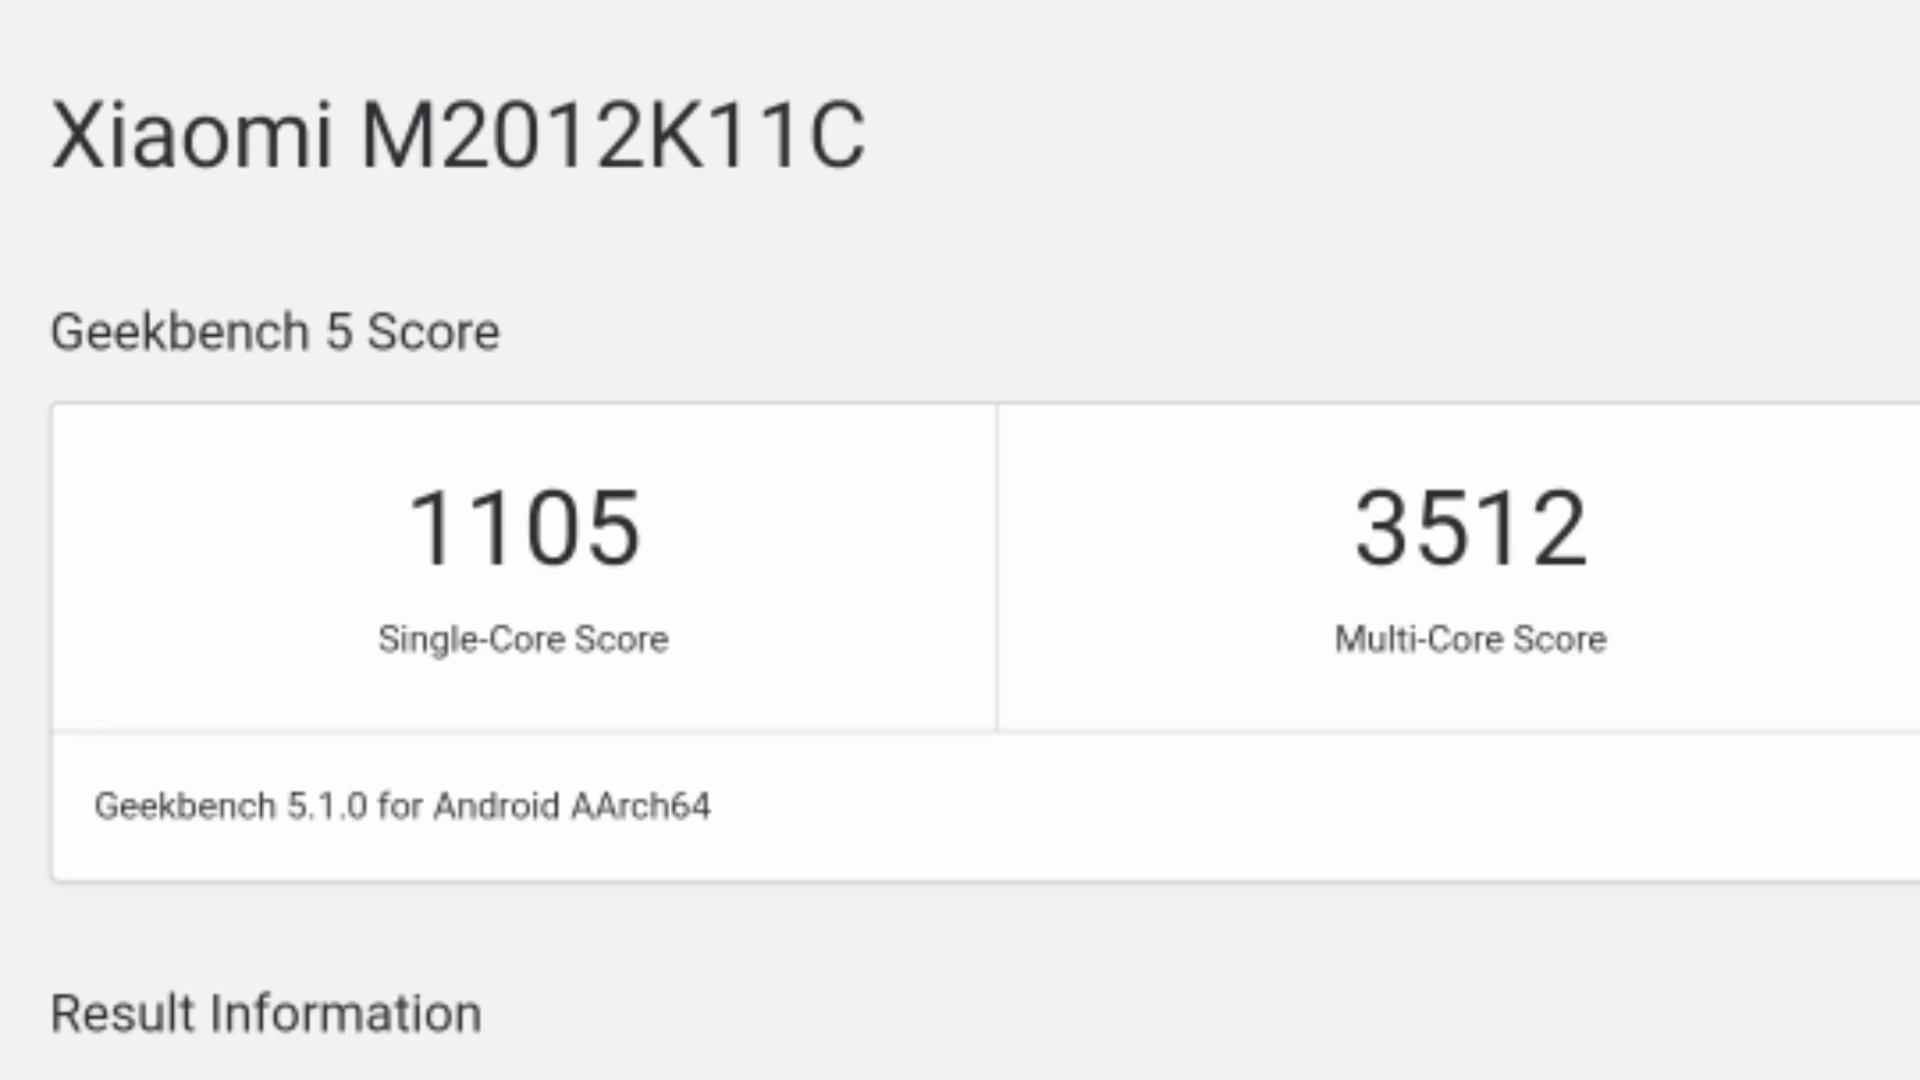 Xiaomi M2012K11C
Geekbench 5 Score
1105
Single-Core Score
3512
Multi-Core Score
Geekbench 5.1.0 for Android AArch64
Result Information